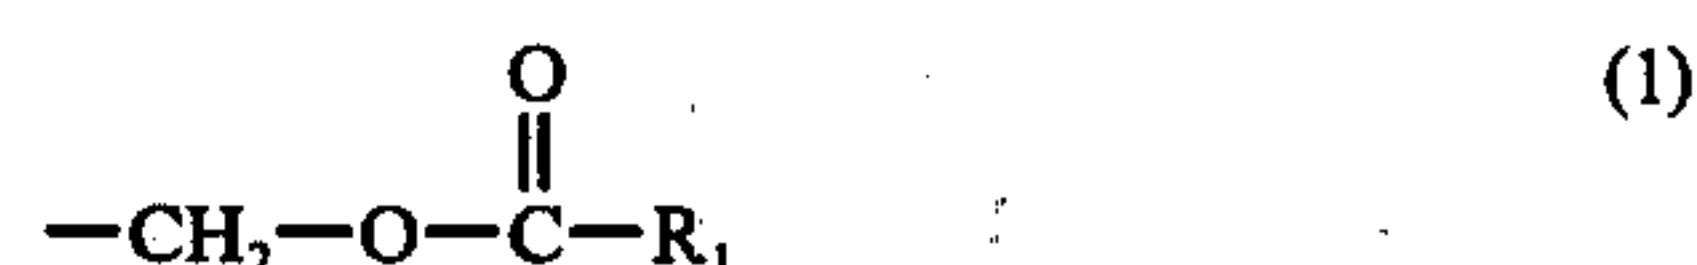 O (1)
—CH₂—O—C—R₁